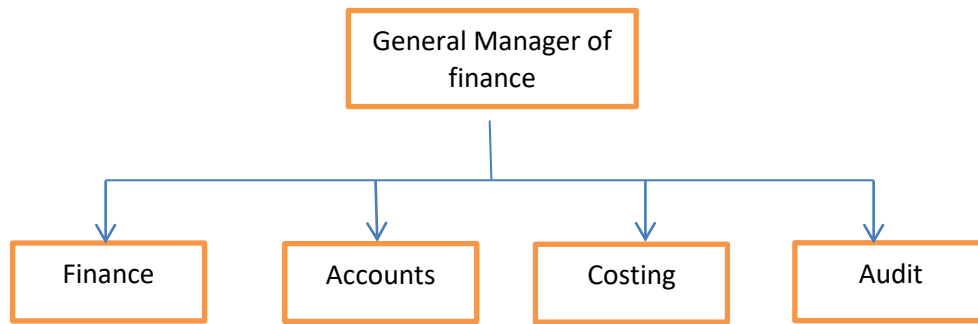 General Manager of
finance
Finance
Accounts
Costing
Audit